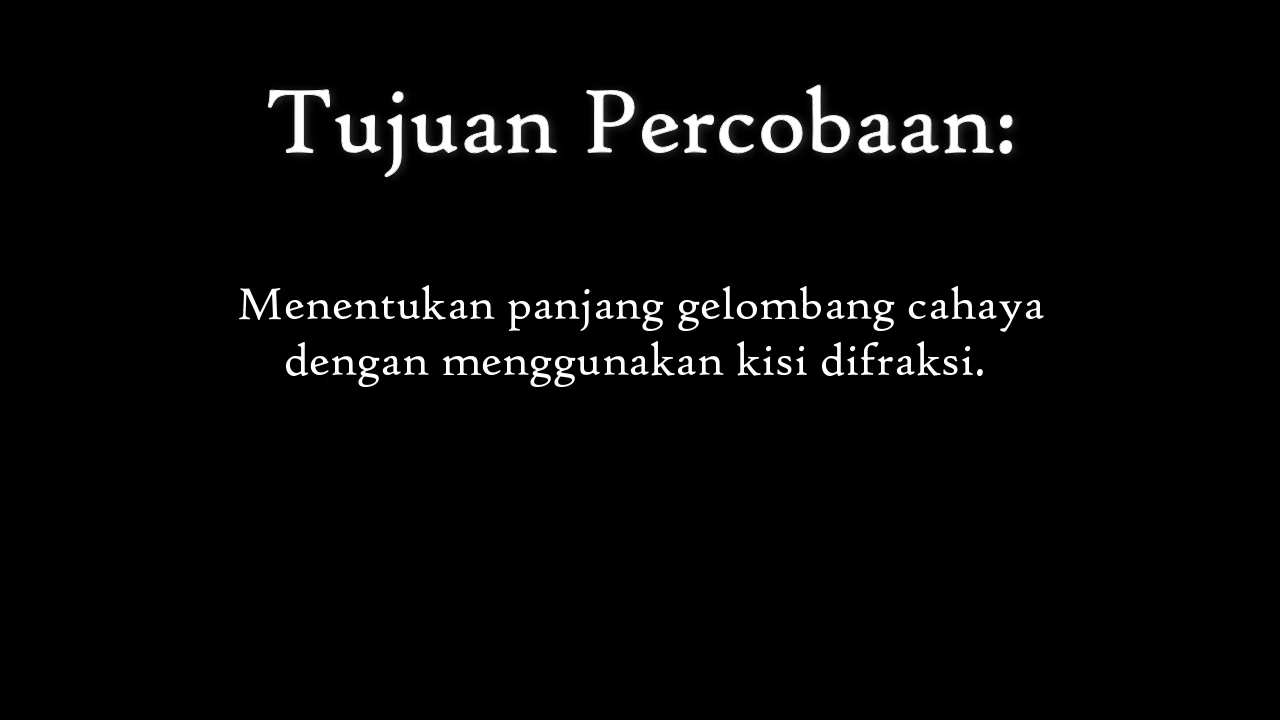 Tujuan Percobaan:
Menentukan panjang gelombang cahaya
dengan menggunakan kisi difraksi.